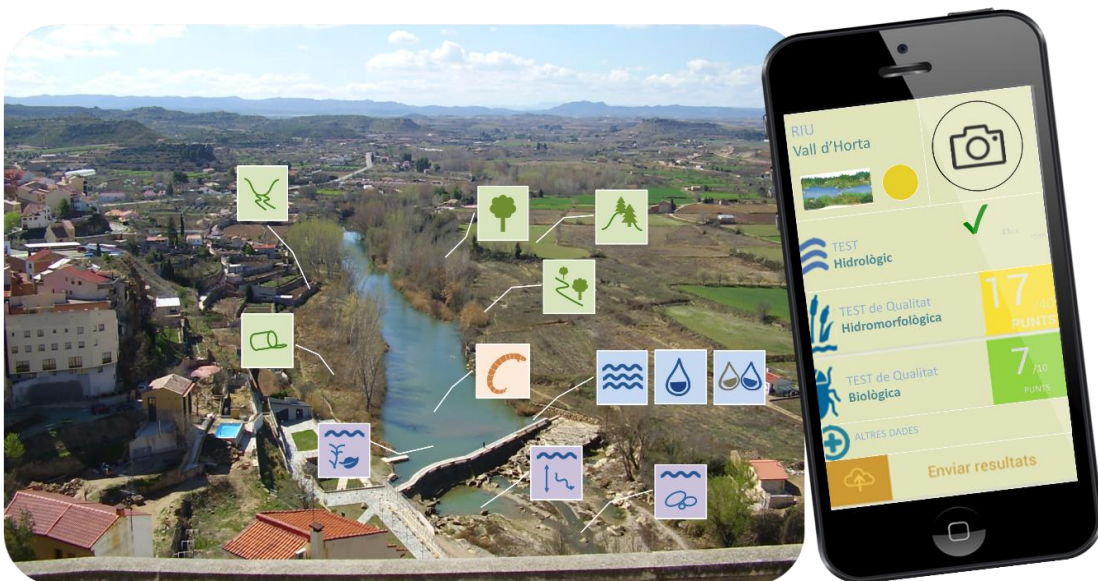 RIU
Vall d'Horta
TEST
Hidrològic
TEST de Qualitat
Hidromorfològica
17
PUNTS
TEST de Qualitat
Biològica
7/10
PUNTS
ALTRES DADES
Enviar resultats